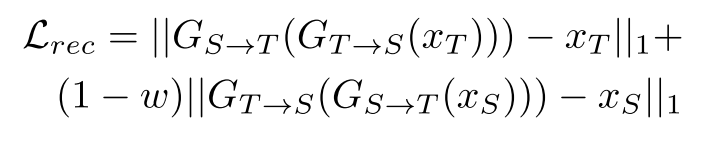 ℒ_{rec} = ||G_{S→T}(G_{T→S}(x_T))) − x_T||_1+
(1 − w)||G_{T→S}(G_{S→T}(x_S))) − x_S||_1